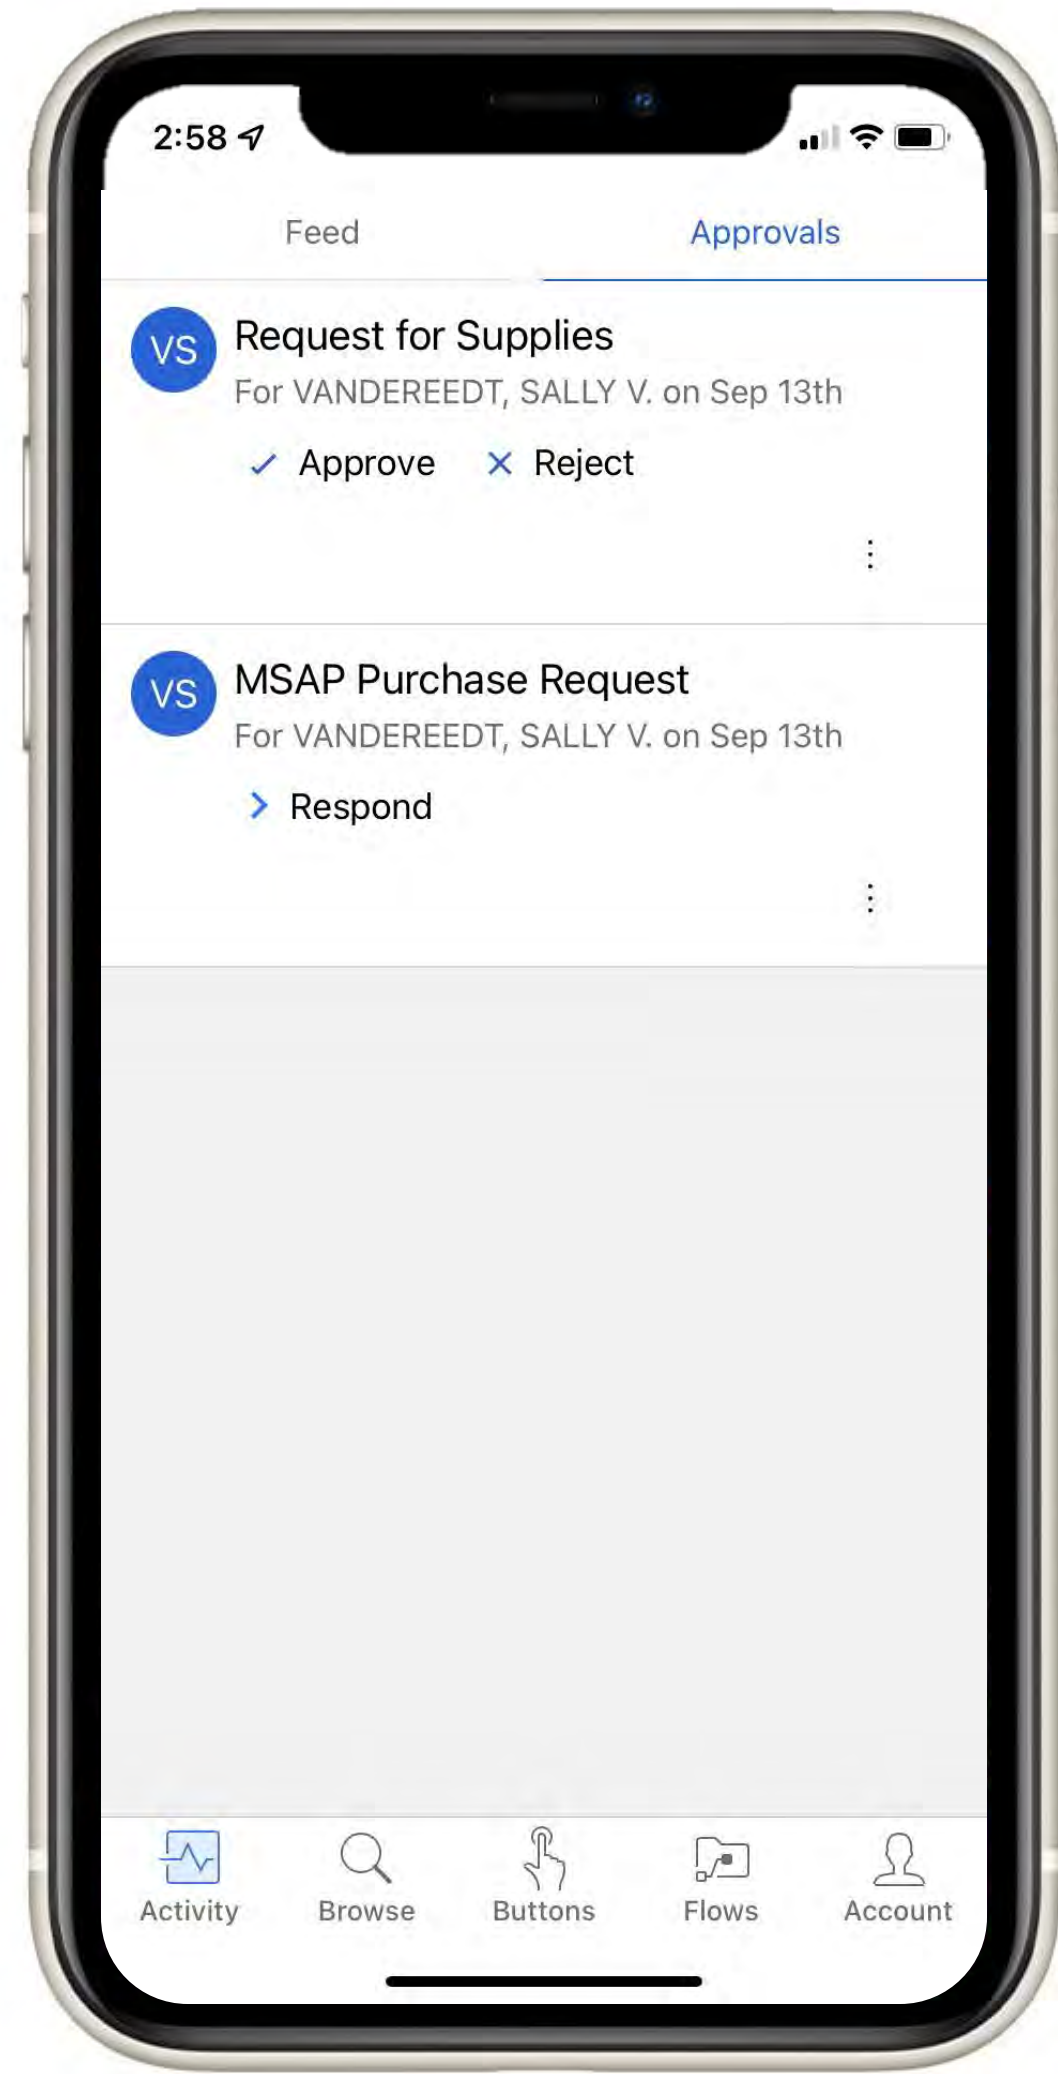 2:58
Feed Approvals
VS Request for Supplies
For VANDEREEDT, SALLY V. on Sep 13th
Approve Reject
VS MSAP Purchase Request
For VANDEREEDT, SALLY V. on Sep 13th
Respond
Activity Browse Buttons Flows Account